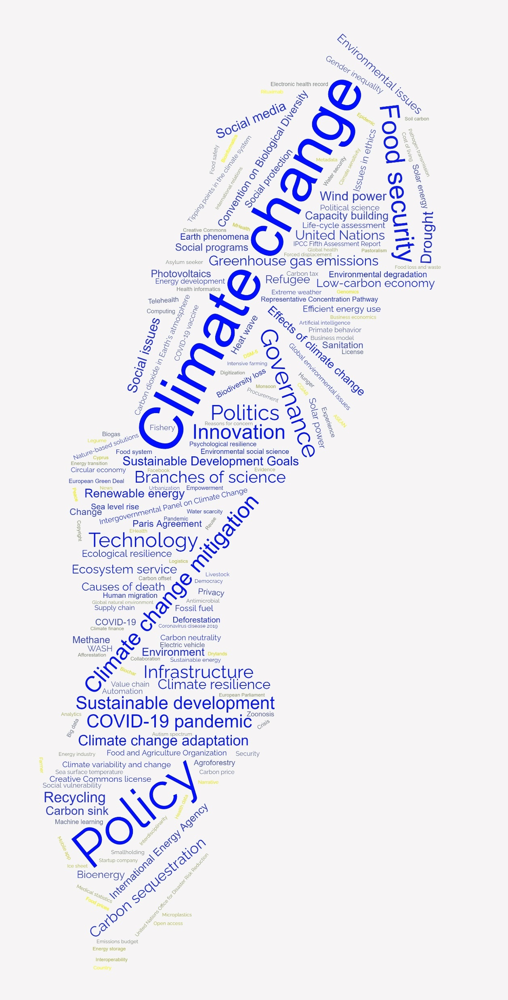 Environmental issues
Gender inequality
Electronic health record
Rituximab
Social media
Convention on Biological Diversity
Climate change
Epidemic
Food security
Soil carbon
Pathogen transmission
Cost of living
Issues in ethics
Food safety
Bioinformatics
Tipping points in the climate system
International relations
Social protection
Metadata
Water security
Climate sensitivity
Solar energy
Wind power
Political science
Capacity building
Drought
Life-cycle assessment
MHealth
Creative Commons
Earth phenomena
United Nations
IPCC Fifth Assessment Report
Social programs
Global health
Pastoralism
Forced displacement
Greenhouse gas emissions
Asylum seeker
Food loss and waste
Photovoltaics
Carbon tax
Environmental degradation
Energy development
Refugee
Low-carbon economy
Health informatics
Extreme weather
Genomics
Telehealth
Representative Concentration Pathway
Computing
Efficient energy use
Effects of climate change
Business economics
Artificial intelligence
Social issues
Carbon dioxide in Earth's atmosphere
COVID-19 vaccine
Heat wave
Governance
Primate behavior
Business model
Sanitation
License
Global environmental issues
DSM-5
Intensive farming
Digitization
Biodiversity loss
Hunger
Monsoon
CGIAR
Procurement
Solar power
Experience
ASEAN
Politics
Reasons for concern
Fishery
Innovation
Biogas
Legume
Nature-based solutions
Psychological resilience
Food system
Environmental social science
Cyprus
Energy transition
Sustainable Development Goals
Circular economy
Facebook
Evidence
European Green Deal
Branches of science
News
Urbanization
Empowerment
Peace
Renewable energy
Intergovernmental Panel on Climate Change
Sea level rise
Change
Water scarcity
Pandemic
Paris Agreement
Reuse
Copyright
EHealth
Technology
Climate change mitigation
Ecological resilience
Logistics
Ecosystem service
Livestock
Carbon offset
Democracy
Causes of death
Privacy
Human migration
Antimicrobial
Global natural environment
Supply chain
Fossil fuel
COVID-19
Deforestation
Coronavirus disease 2019
Climate finance
Methane
Carbon neutrality
Electric vehicle
WASH
Environment
Drylands
Afforestation
Collaboration
Sustainable energy
Biochar
Infrastructure
Value chain
Climate resilience
Automation
European Parliament
Sustainable development
Analytics
Zoonosis
Big data
COVID-19 pandemic
Crisis
Autism spectrum
Climate change adaptation
Energy industry
Food and Agriculture Organization
Security
Farmer
Climate variability and change
Agroforestry
Sea surface temperature
Carbon price
Creative Commons license
Narrative
Social vulnerability
Policy
Recycling
Health data
Carbon sink
International Energy Agency
Machine learning
Interdisciplinarity
Mobile app
Smallholding
Startup company
Ice sheet
Bioenergy
Carbon sequestration
Medical statistics
Food prices
United Nations Office for Disaster Risk Reduction
Microplastics
Open access
Emissions budget
Energy storage
Interoperability
Country